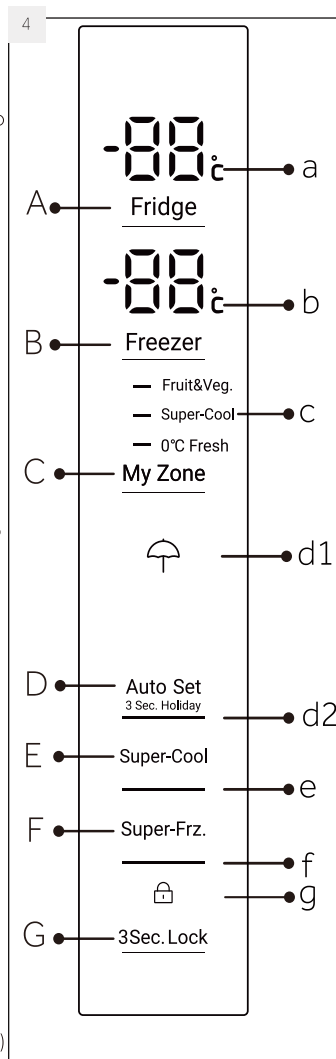 4
-88°c a
A Fridge
-88°c b
B Freezer
Fruit&Veg.
Super-Cool c
0°C Fresh
C My Zone
d1
D Auto Set
3 Sec. Holiday
d2
E Super-Cool
e
F Super-Frz.
f
g
G 3Sec. Lock
)